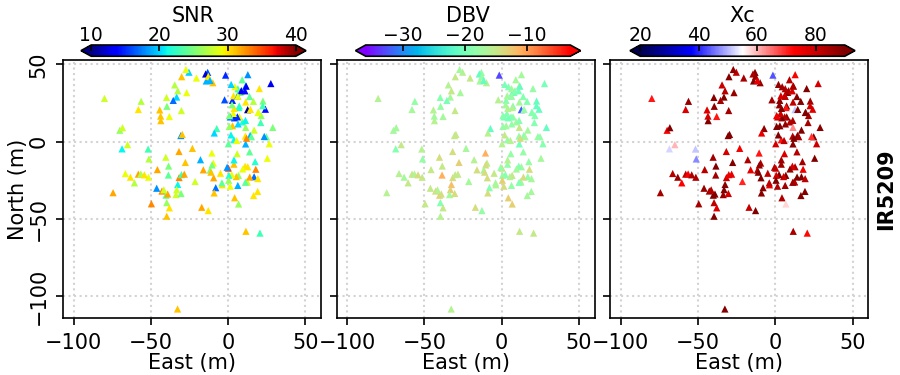 SNR DBV Xc
10 20 30 40 −30 −20 −10 20 40 60 80
50
0
−50
−100
North (m)
IR5209
−100 −50 0 50 −100 −50 0 50 −100 −50 0 50
East (m) East (m) East (m)